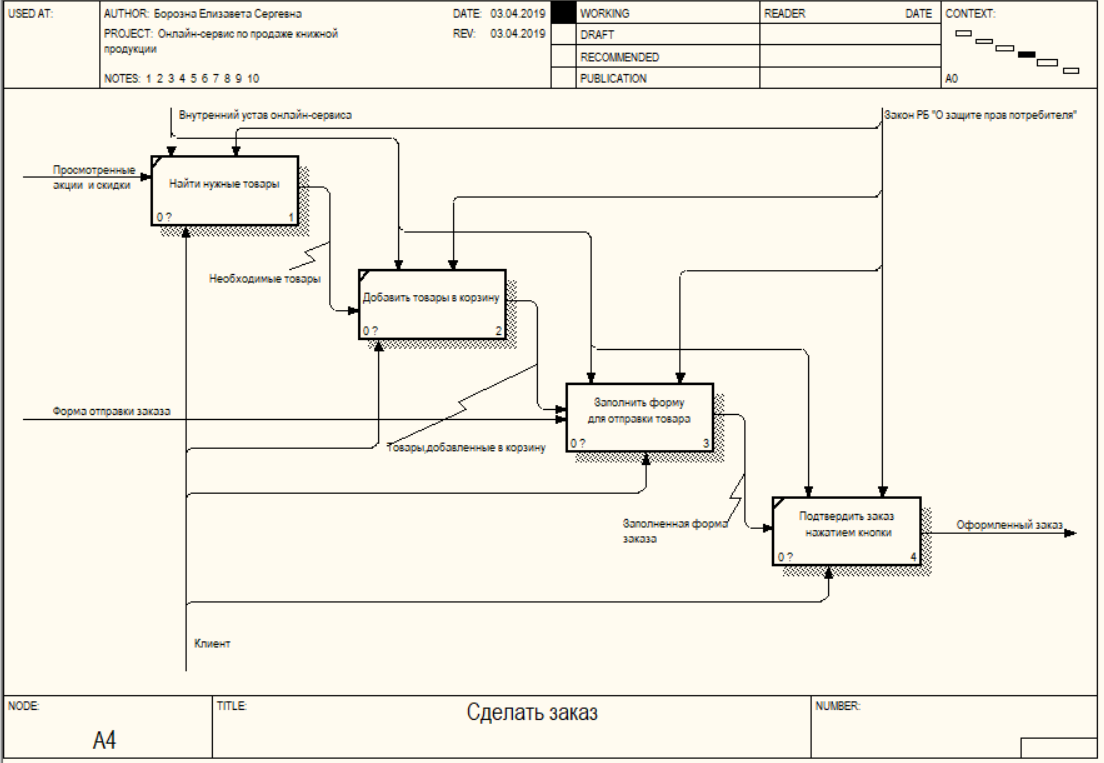 USED AT:
AUTHOR: Борозна Елизавета Сергевна
DATE: 03.04.2019
WORKING
READER
DATE
CONTEXT:
PROJECT: Онлайн-сервис по продаже книжной
продукции
REV: 03.04.2019
DRAFT
RECOMMENDED
NOTES: 1 2 3 4 5 6 7 8 9 10
PUBLICATION
A0
Внутренний устав онлайн-сервиса
Закон РБ "О защите прав потребителя"
Просмотренные
акции и скидки
Найти нужные товары
0 ?
1
Необходимые товары
Добавить товары в корзину
0 ?
2
Форма отправки заказа
Заполнить форму
для отправки товара
0 ?
3
Товары,добавленные в корзину
Заполненная форма
заказа
Подтвердить заказ
нажатием кнопки
0 ?
4
Оформленный заказ
Клиент
NODE:
A4
TITLE:
Сделать заказ
NUMBER: